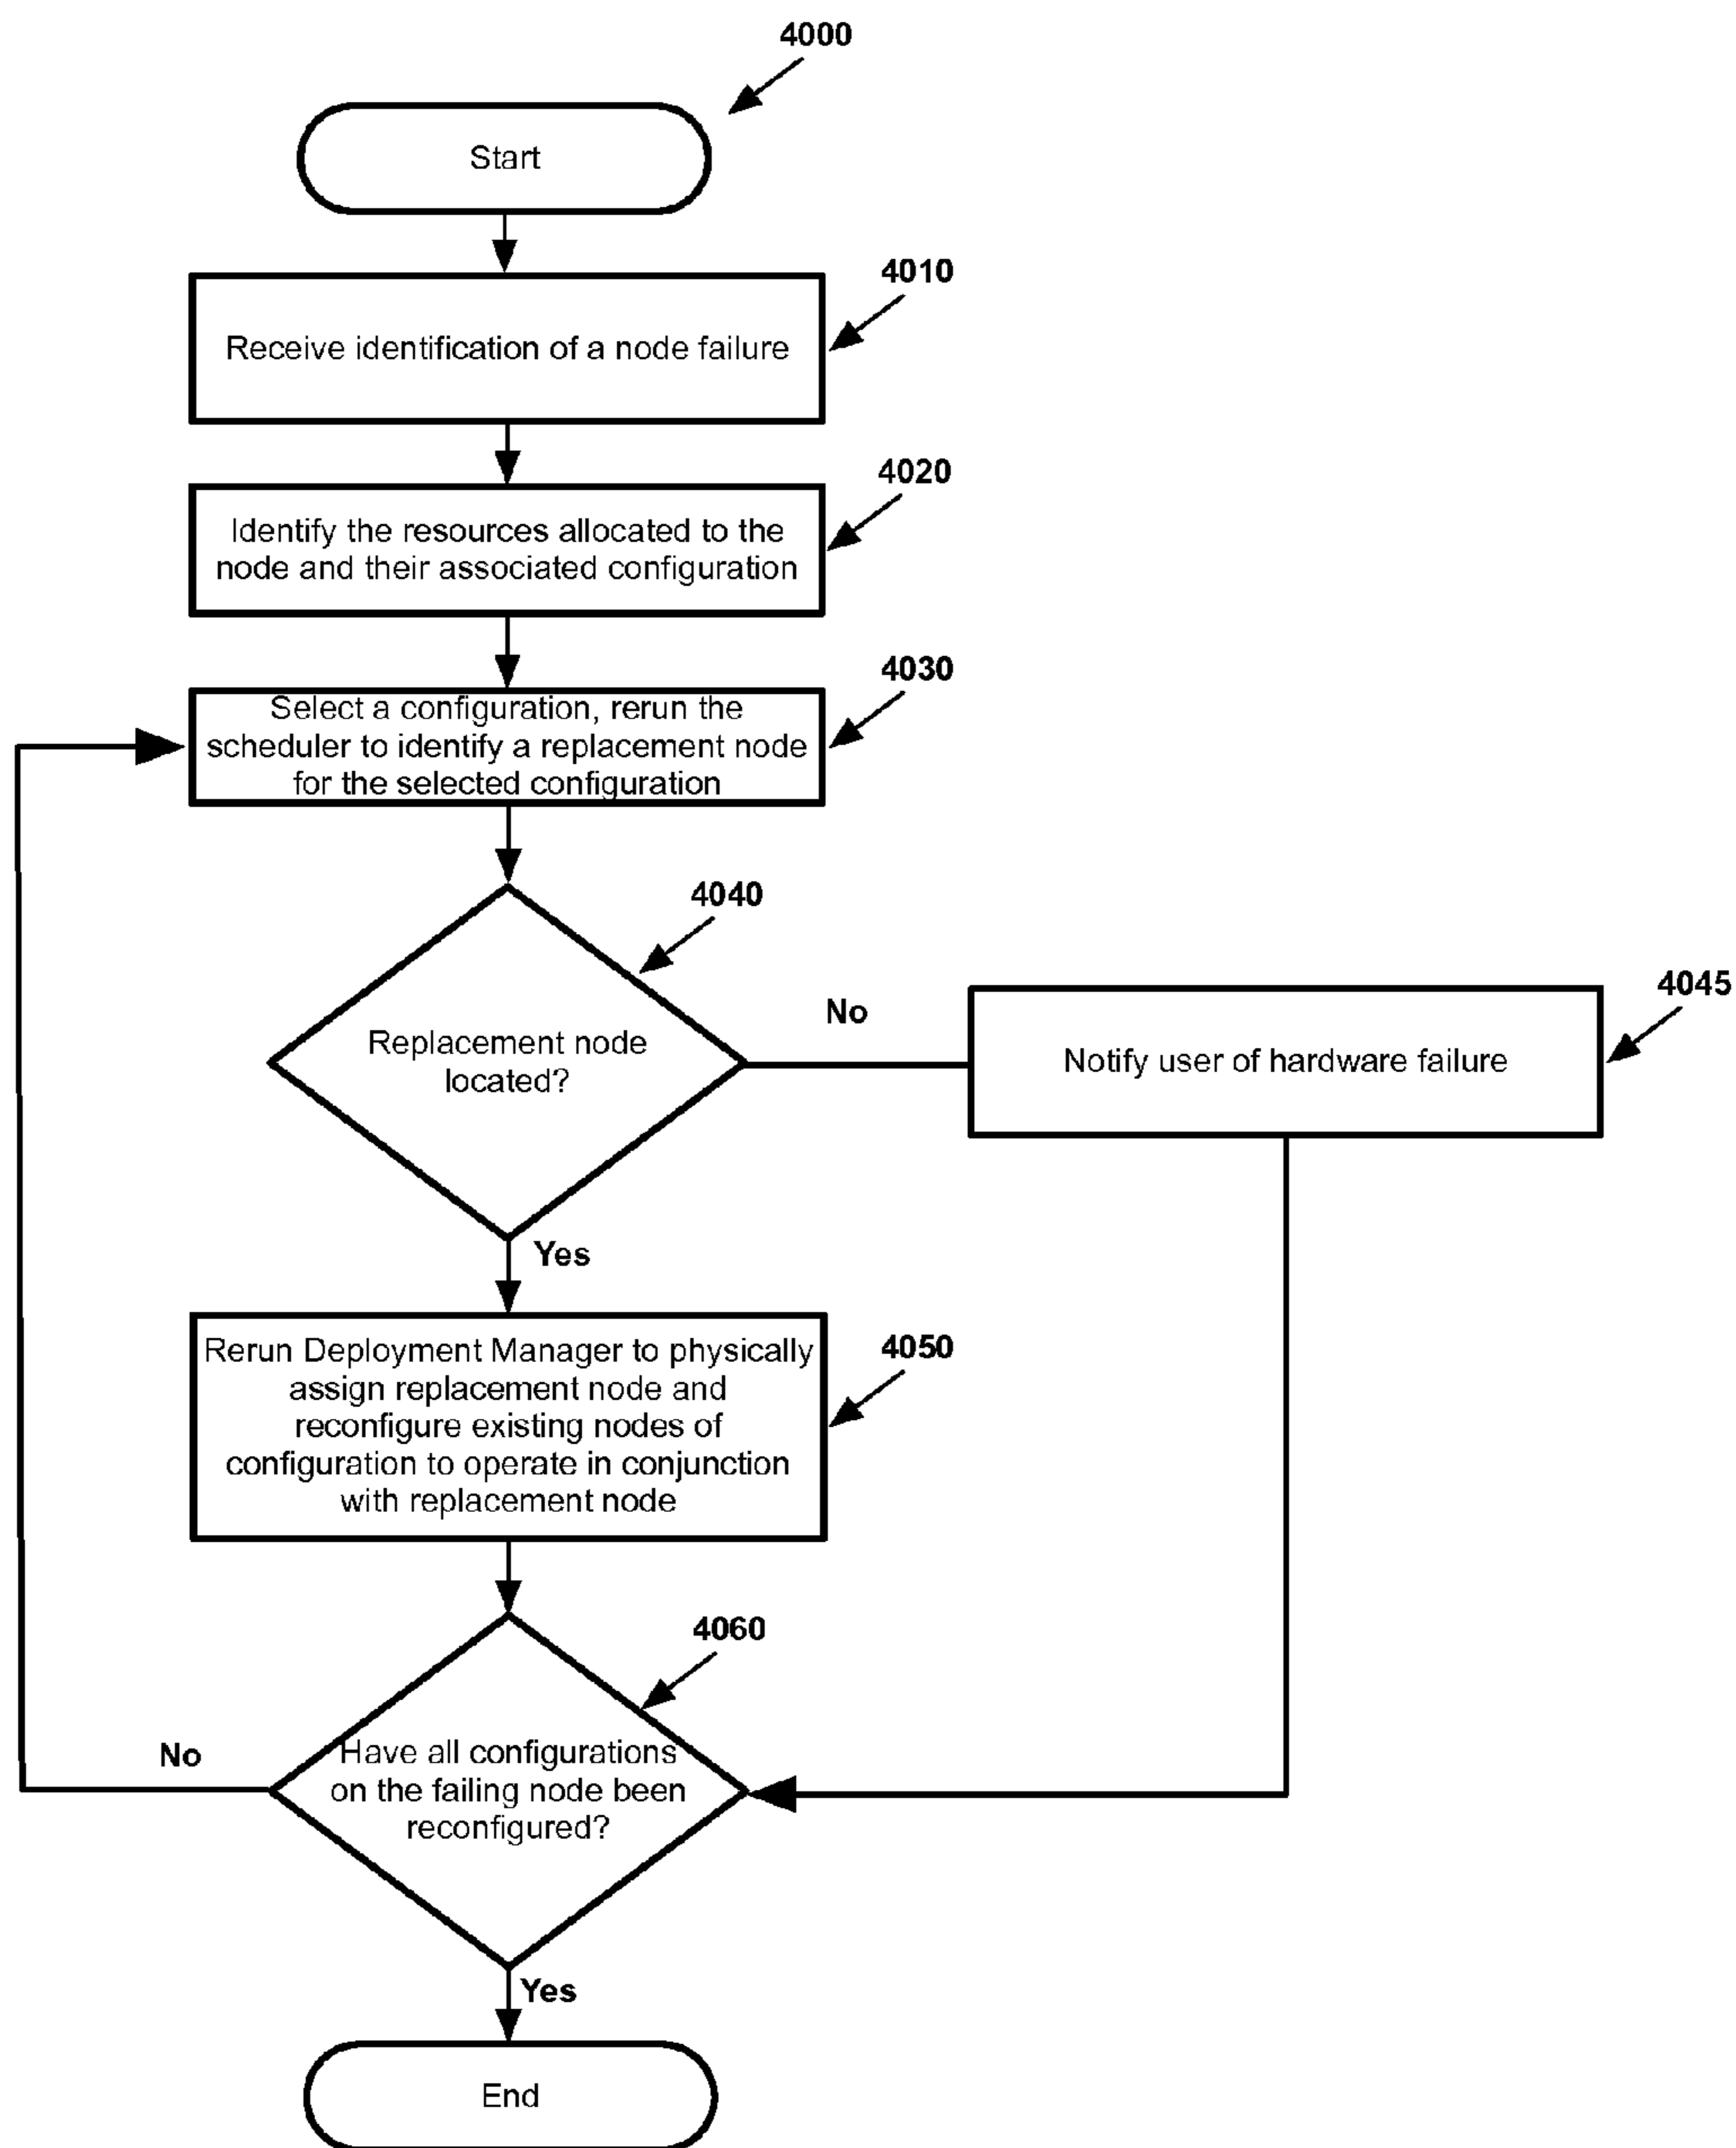 4000
Start
4010
Receive identification of a node failure
4020
Identify the resources allocated to the
node and their associated configuration
4030
Select a configuration, rerun the
scheduler to identify a replacement node
for the selected configuration
4040
Replacement node
located?
No
4045
Notify user of hardware failure
Yes
4050
Rerun Deployment Manager to physically
assign replacement node and
reconfigure existing nodes of
configuration to operate in conjunction
with replacement node
4060
Have all configurations
on the failing node been
reconfigured?
No
Yes
End